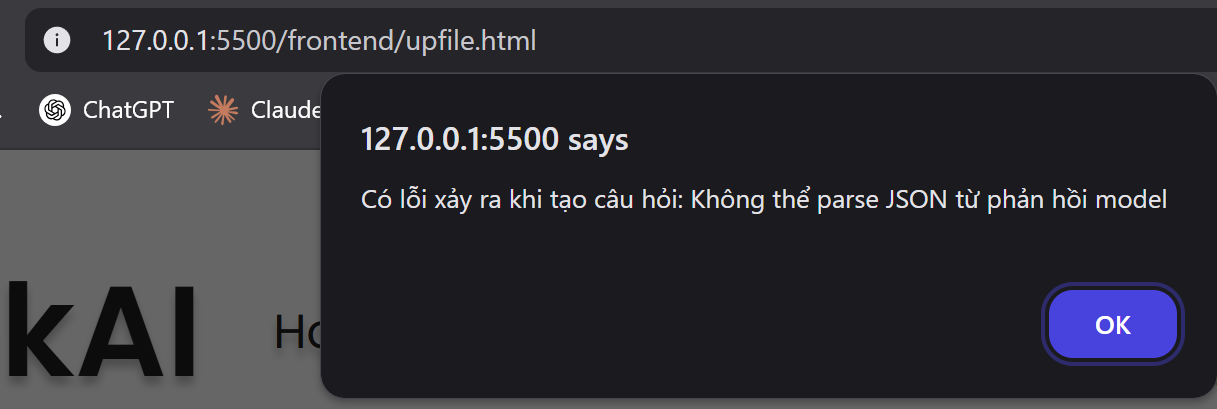 127.0.0.1:5500/frontend/upfile.html
ChatGPT
Claude
127.0.0.1:5500 says
Có lỗi xảy ra khi tạo câu hỏi: Không thể parse JSON từ phản hồi model
kAI
Ho
OK